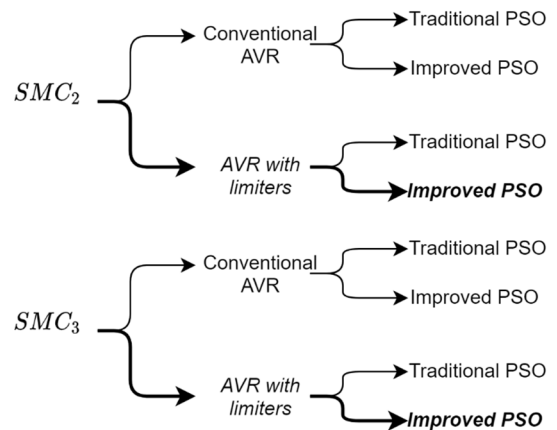 Traditional PSO
Conventional
AVR
Improved PSO
SMC₂
Traditional PSO
AVR with
limiters
Improved PSO
Traditional PSO
Conventional
AVR
Improved PSO
SMC₃
Traditional PSO
AVR with
limiters
Improved PSO